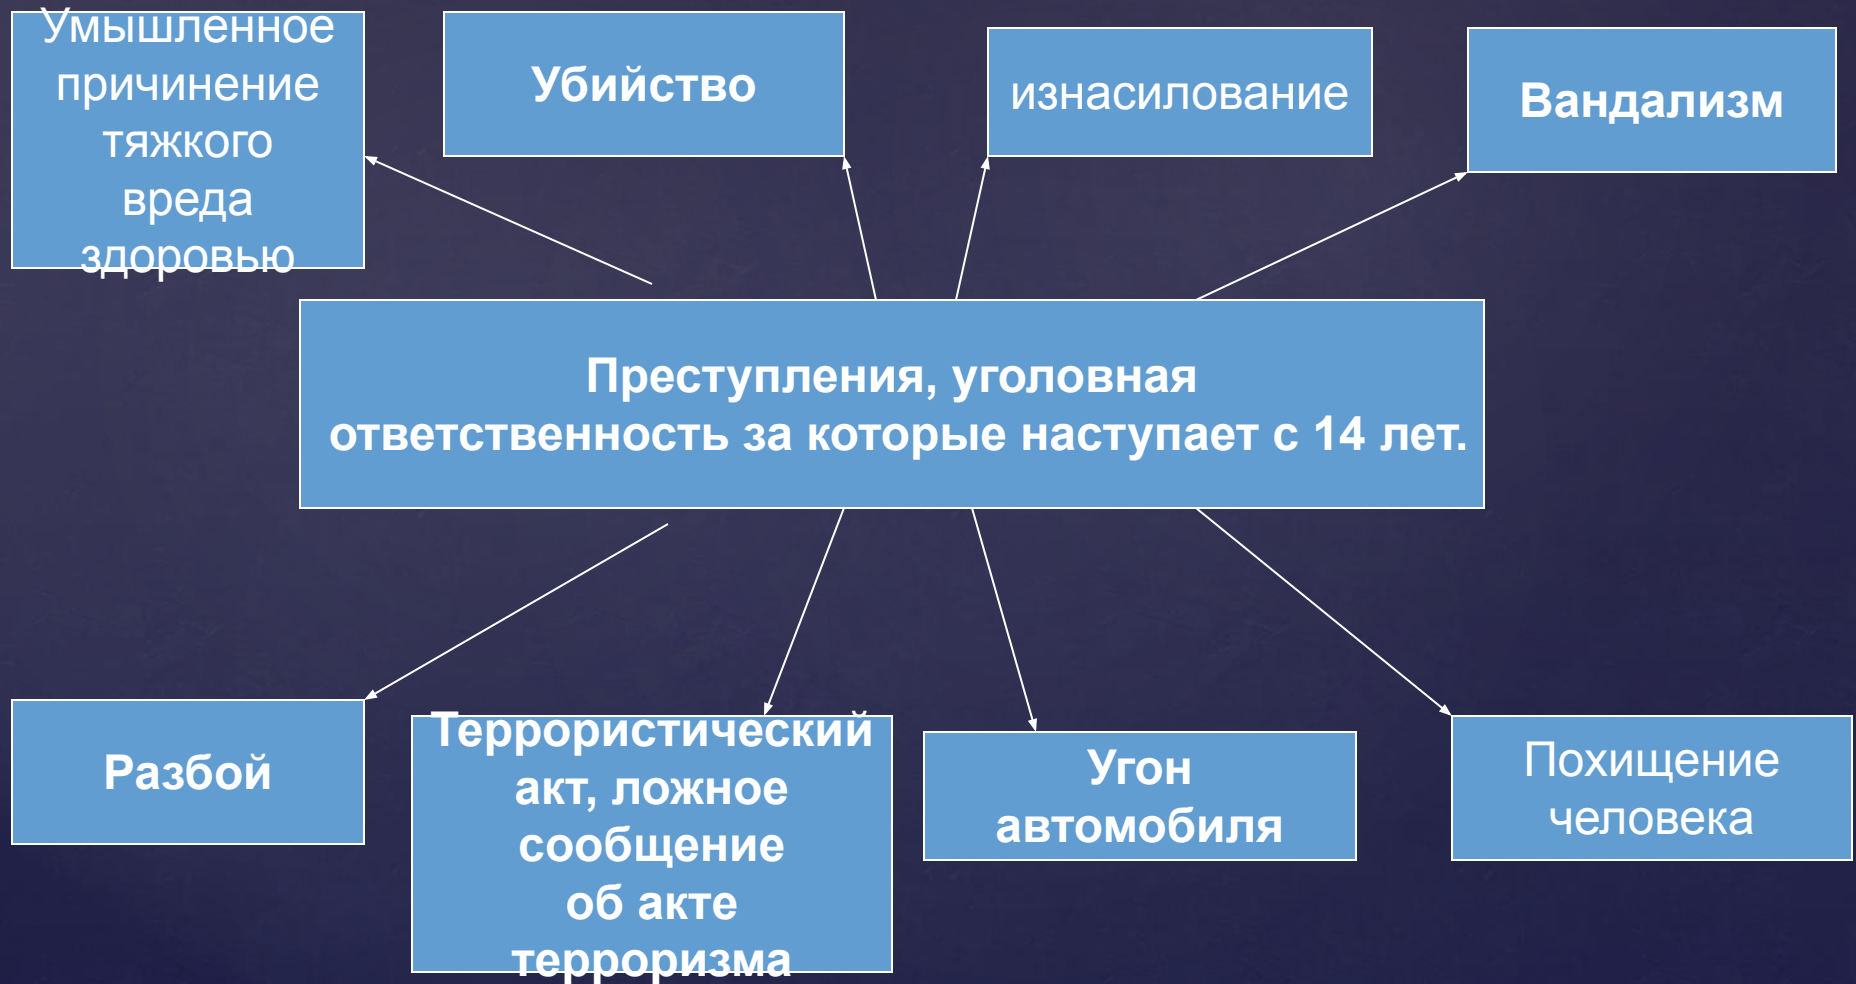 Умышленное
причинение
тяжкого
вреда
здоровью
Убийство
изнасилование
Вандализм
Преступления, уголовная
ответственность за которые наступает с 14 лет.
Разбой
Террористический
акт, ложное
сообщение
об акте
терроризма
Угон
автомобиля
Похищение
человека